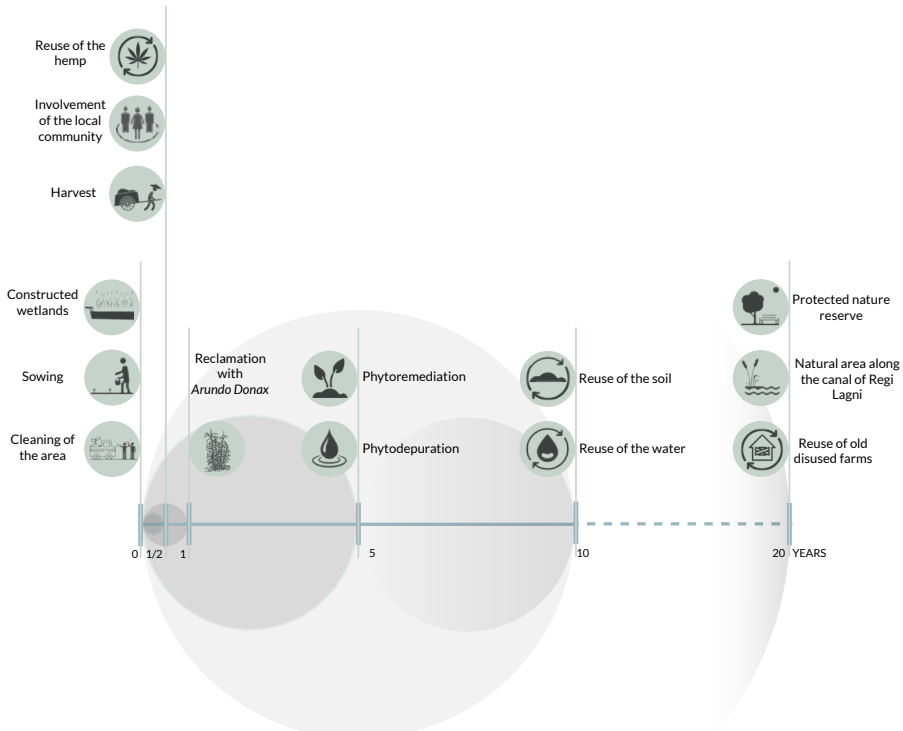 Reuse of the
hemp
Involvement
of the local
community
Harvest
Constructed
wetlands
Sowing
Cleaning of
the area
Reclamation
with
Arundo Donax
Phytoremediation
Phytodepuration
Reuse of the soil
Reuse of the water
Protected nature
reserve
Natural area along
the canal of Regi
Lagni
Reuse of old
disused farms
0 1/2 1 5 10 20 YEARS